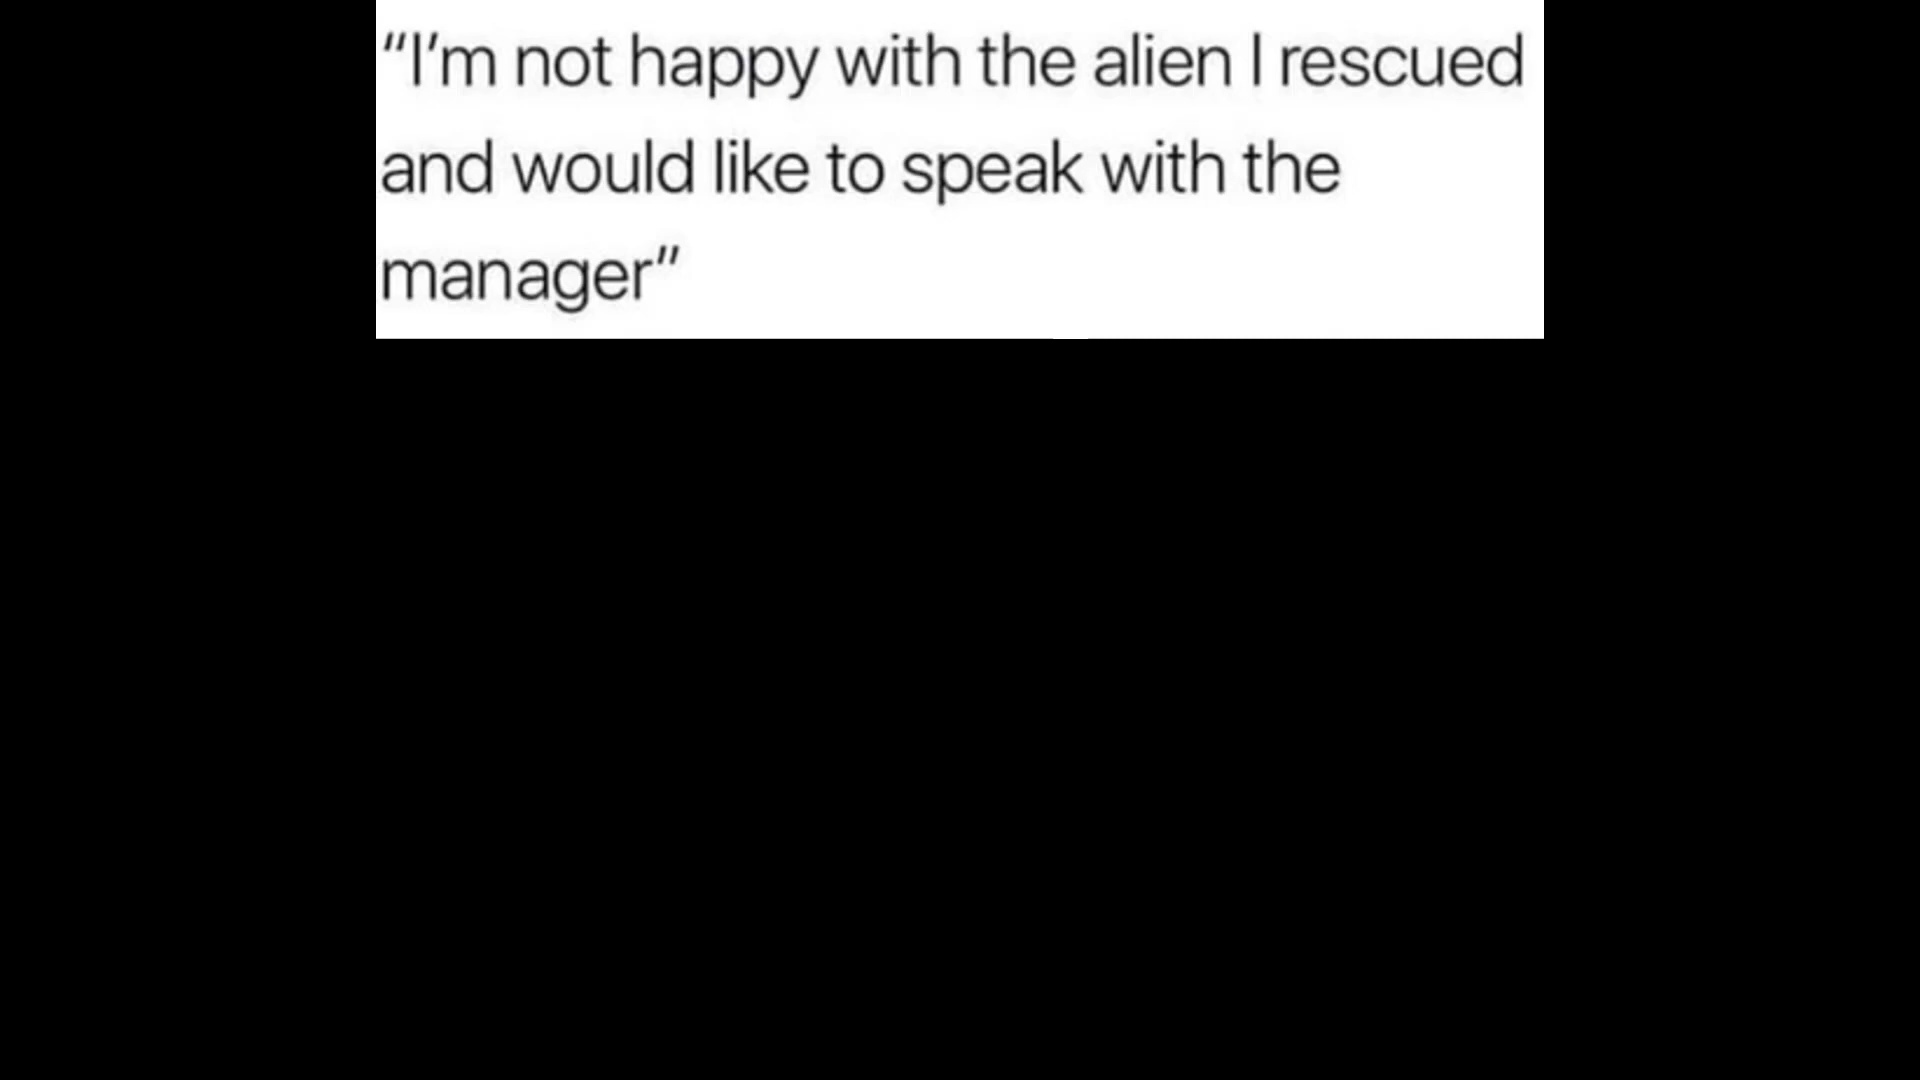 “I’m not happy with the alien I rescued
and would like to speak with the
manager”